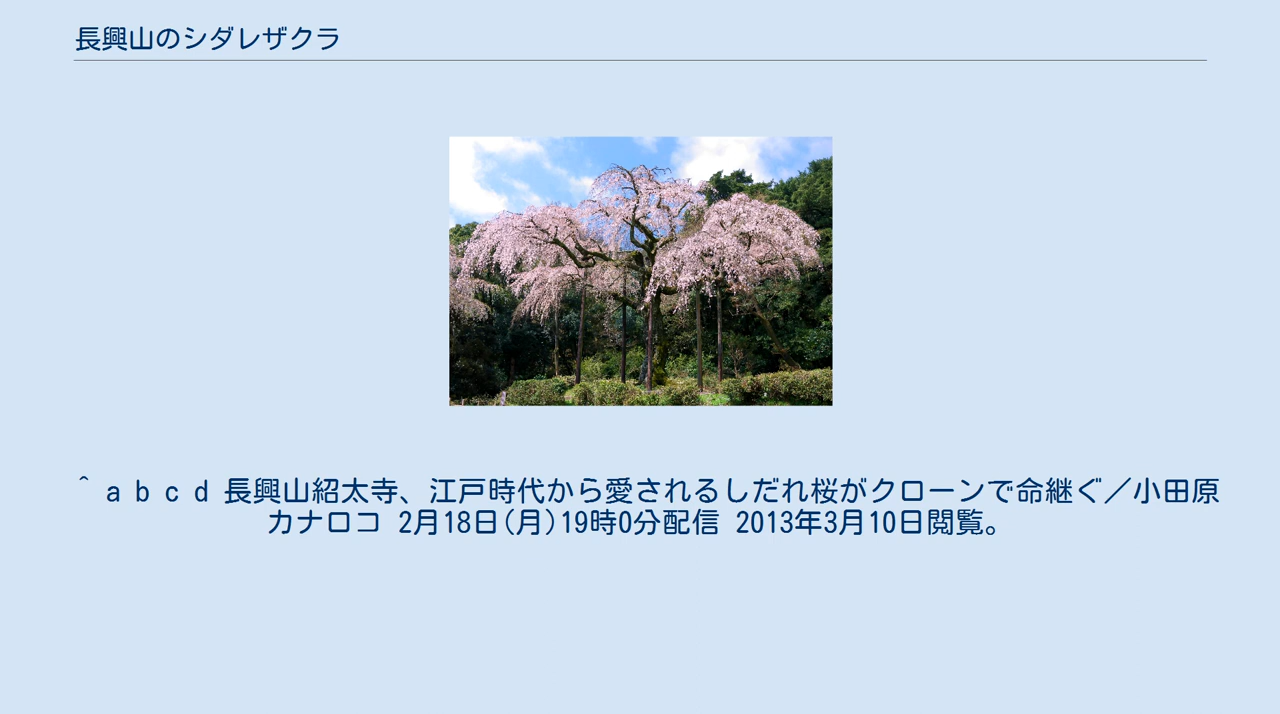 長興山のシダレザクラ
^ a b c d 長興山紹太寺、江戸時代から愛されるしだれ桜がクローンで命継ぐ／小田原
カナロコ 2月18日(月)19時0分配信 2013年3月10日閲覧。